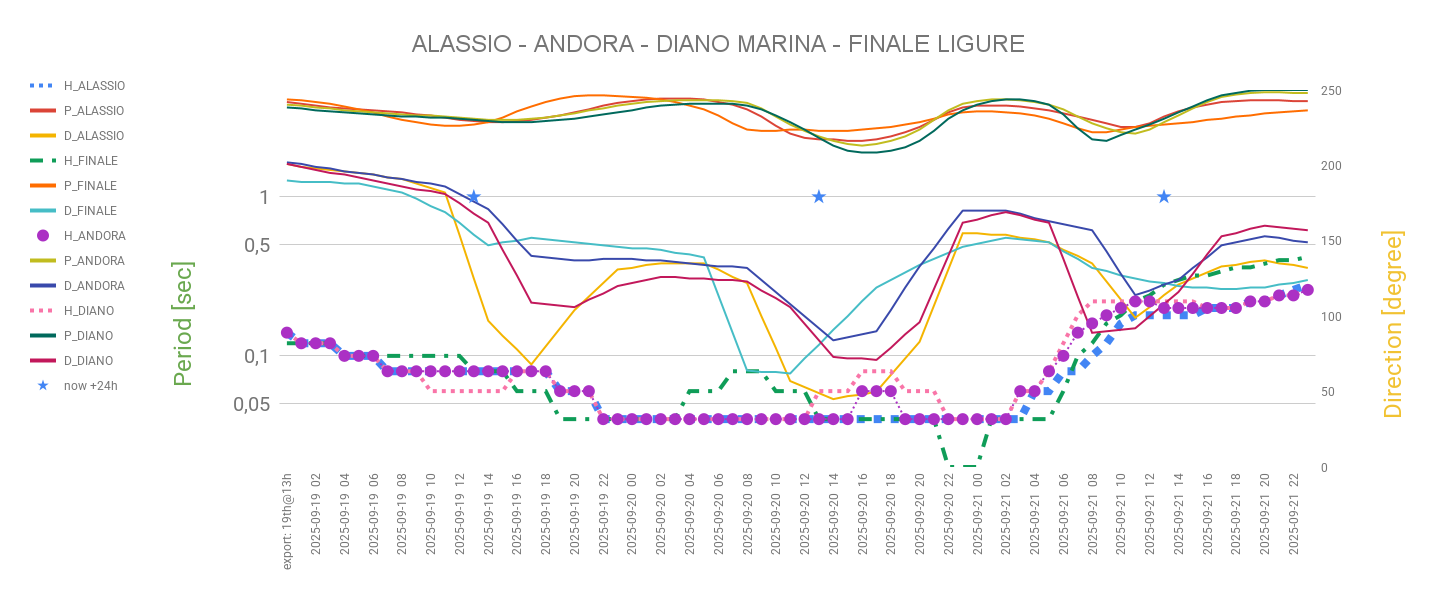 ALASSIO - ANDORA - DIANO MARINA - FINALE LIGURE
H_ALASSIO
P_ALASSIO
D_ALASSIO
H_FINALE
P_FINALE
D_FINALE
H_ANDORA
P_ANDORA
D_ANDORA
H_DIANO
P_DIANO
D_DIANO
now +24h
Period [sec]
1
0,5
0,1
0,05
250
200
150
100
50
0
Direction [degree]
export: 19th@13h
2025-09-19 02
2025-09-19 04
2025-09-19 06
2025-09-19 08
2025-09-19 10
2025-09-19 12
2025-09-19 14
2025-09-19 16
2025-09-19 18
2025-09-19 20
2025-09-19 22
2025-09-20 00
2025-09-20 02
2025-09-20 04
2025-09-20 06
2025-09-20 08
2025-09-20 10
2025-09-20 12
2025-09-20 14
2025-09-20 16
2025-09-20 18
2025-09-20 20
2025-09-20 22
2025-09-21 00
2025-09-21 02
2025-09-21 04
2025-09-21 06
2025-09-21 08
2025-09-21 10
2025-09-21 12
2025-09-21 14
2025-09-21 16
2025-09-21 18
2025-09-21 20
2025-09-21 22